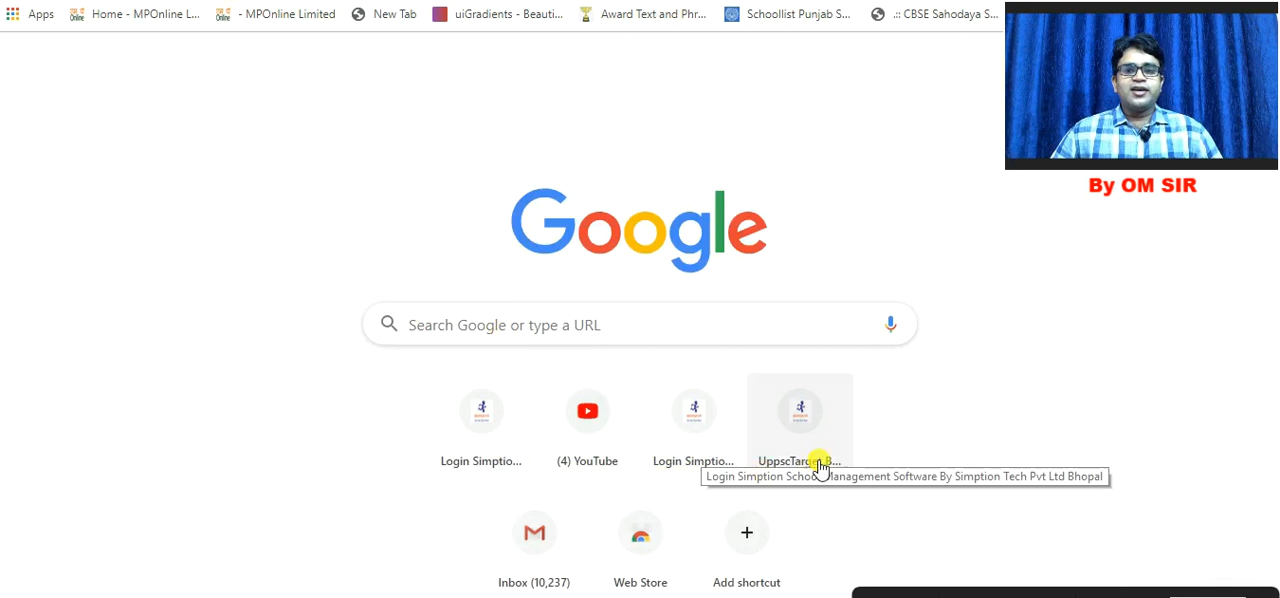 Apps Home - MPOnline L... - MPOnline Limited New Tab uiGradients - Beauti... Award Text and Phr... Schoollist Punjab S... .:: CBSE Sahodaya S...
By OM SIR
Google
Search Google or type a URL
Login Simptio... (4) YouTube Login Simptio... UppscTarg B...
Login Simption School Management Software By Simption Tech Pvt Ltd Bhopal
Inbox (10,237) Web Store Add shortcut